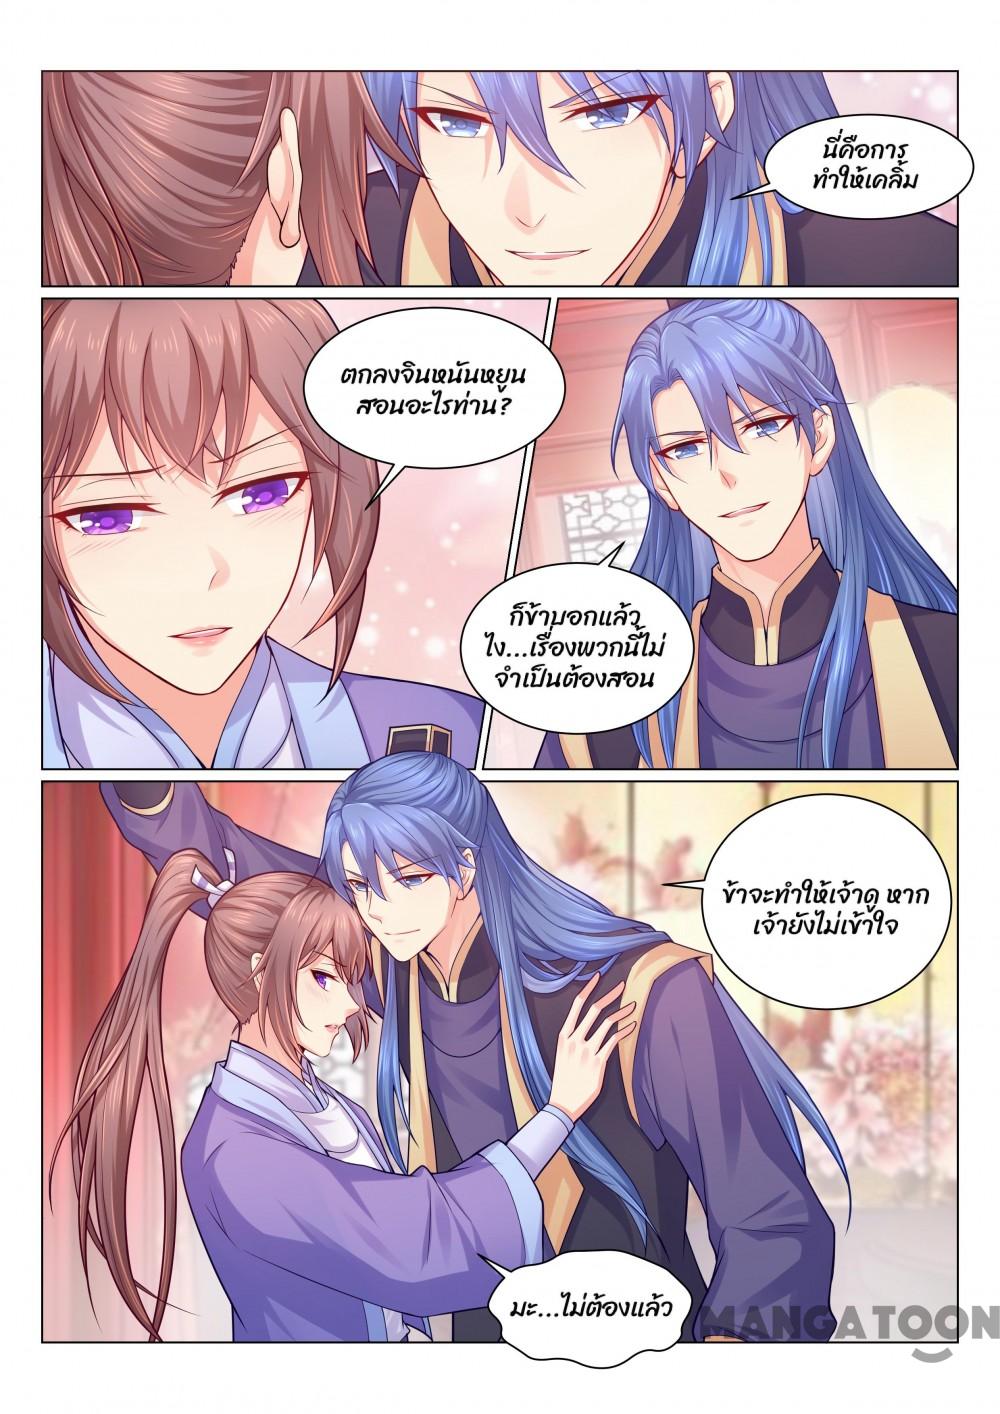 นี่คือการ
ทำให้เคลิ้ม
ตกลงจินหนันหยูน
สอนอะไรท่าน?
ก็ข้าบอกแล้ว
ไง...เรื่องพวกนี้ไม่
จำเป็นต้องสอน
ข้าจะทำให้เจ้าดู หาก
เจ้ายังไม่เข้าใจ
มะ...ไม่ต้องแล้ว
MANGATOON